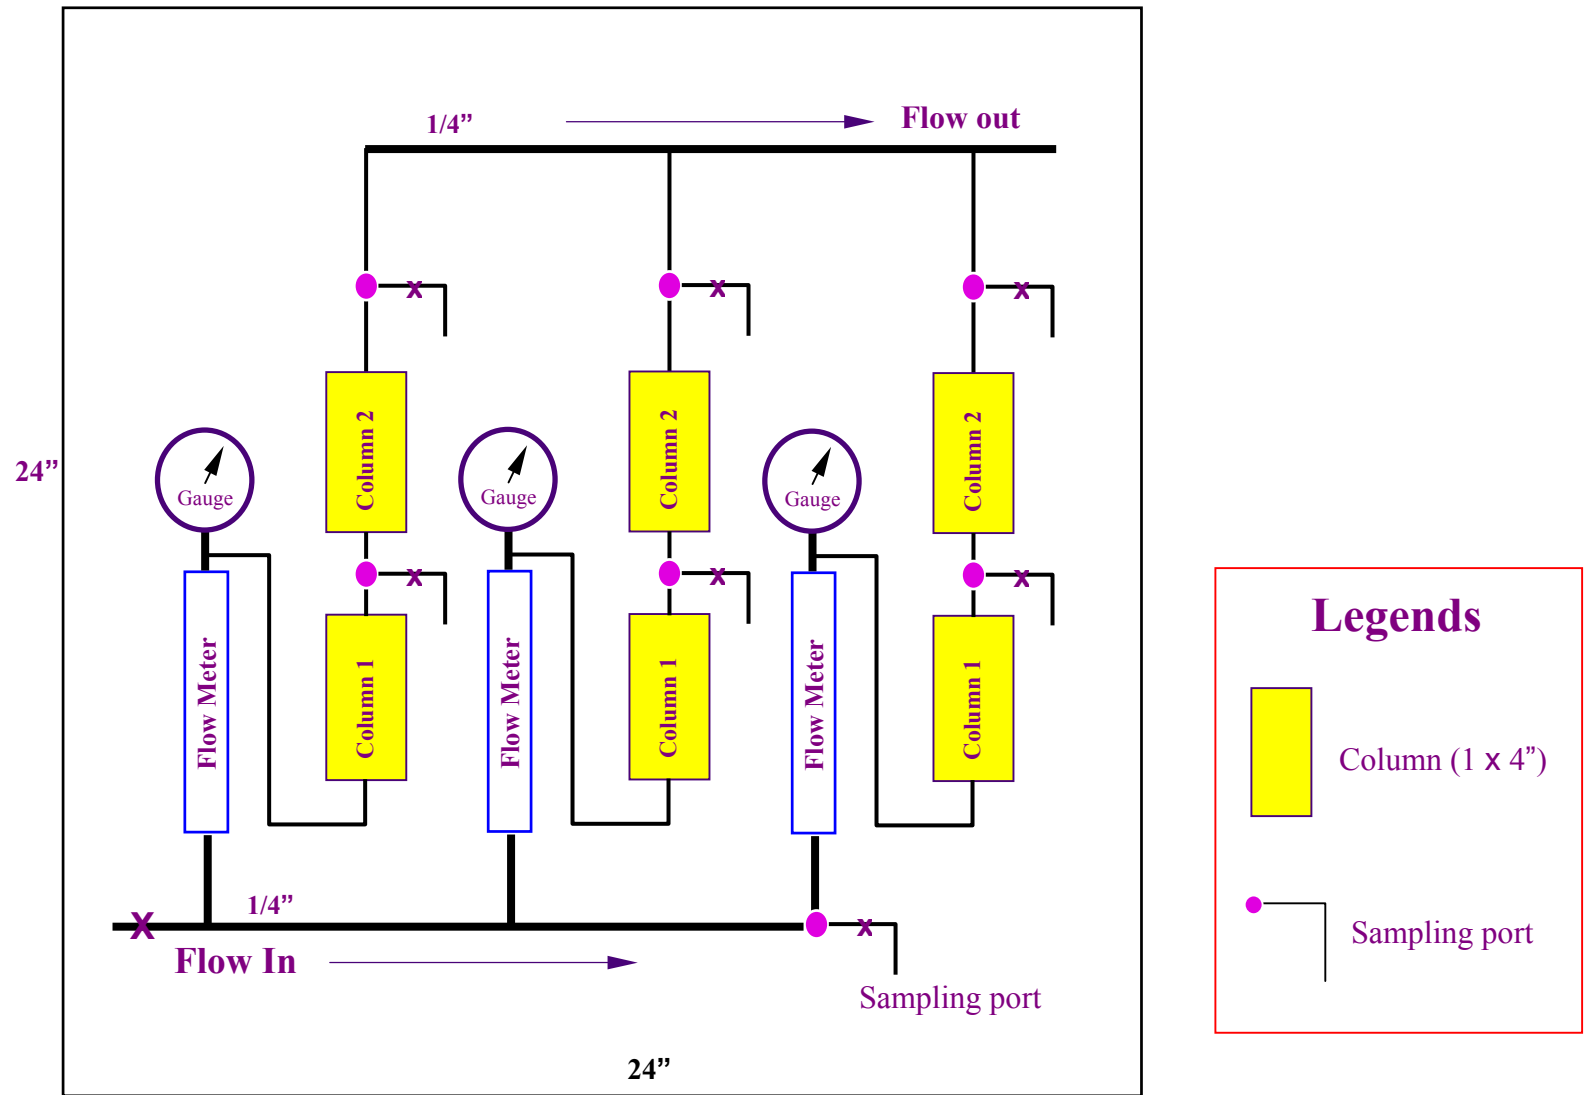 1/4”
Flow out
Column 2
Column 2
Column 2
24”
Gauge
Gauge
Gauge
Flow Meter
Column 1
Flow Meter
Column 1
Flow Meter
Column 1
x
x
x
x
x
x
1/4”
X
x
Flow In
Sampling port
24”
Legends
Column (1 x 4”)
Sampling port